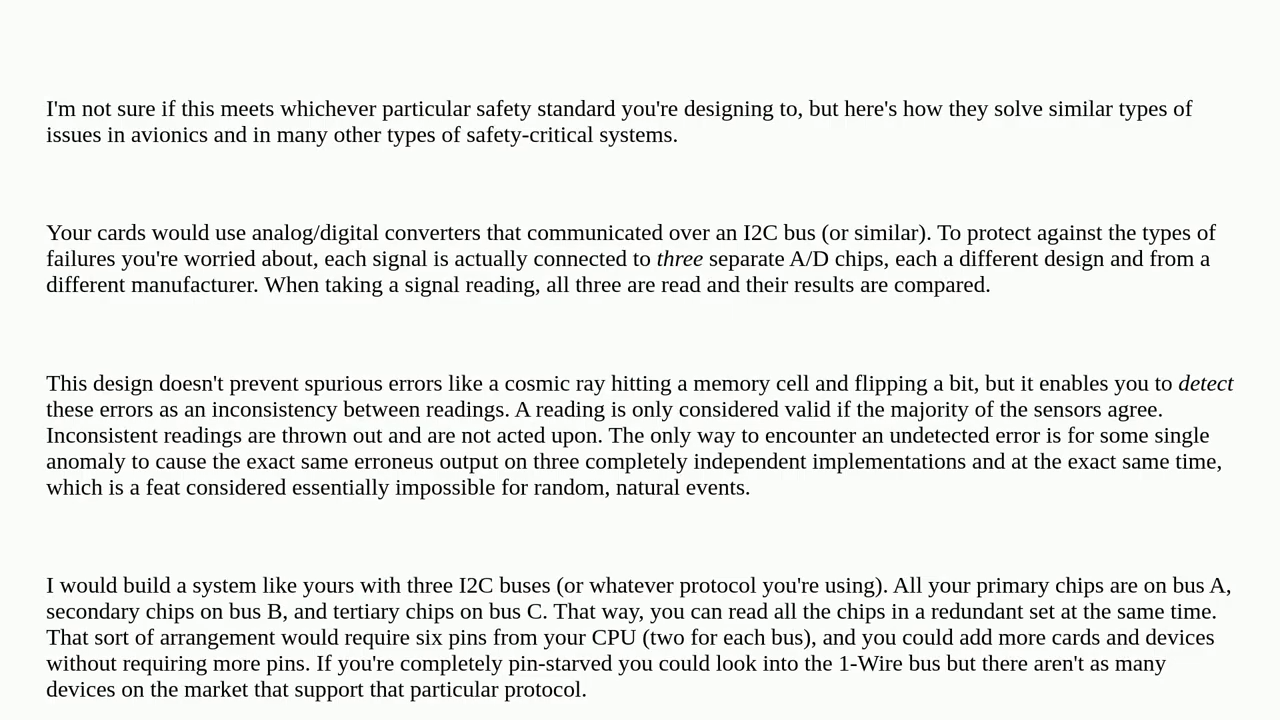 I'm not sure if this meets whichever particular safety standard you're designing to, but here's how they solve similar types of
issues in avionics and in many other types of safety-critical systems.
Your cards would use analog/digital converters that communicated over an I2C bus (or similar). To protect against the types of
failures you're worried about, each signal is actually connected to three separate A/D chips, each a different design and from a
different manufacturer. When taking a signal reading, all three are read and their results are compared.
This design doesn't prevent spurious errors like a cosmic ray hitting a memory cell and flipping a bit, but it enables you to detect
these errors as an inconsistency between readings. A reading is only considered valid if the majority of the sensors agree.
Inconsistent readings are thrown out and are not acted upon. The only way to encounter an undetected error is for some single
anomaly to cause the exact same erroneus output on three completely independent implementations and at the exact same time,
which is a feat considered essentially impossible for random, natural events.
I would build a system like yours with three I2C buses (or whatever protocol you're using). All your primary chips are on bus A,
secondary chips on bus B, and tertiary chips on bus C. That way, you can read all the chips in a redundant set at the same time.
That sort of arrangement would require six pins from your CPU (two for each bus), and you could add more cards and devices
without requiring more pins. If you're completely pin-starved you could look into the 1-Wire bus but there aren't as many
devices on the market that support that particular protocol.